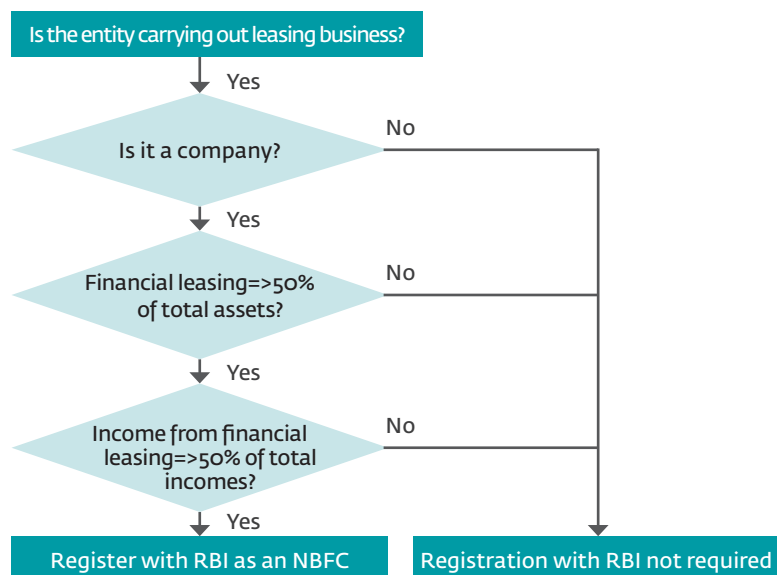 Is the entity carrying out leasing business?
Yes
Is it a company?
No
Yes
Financial leasing=>50%
of total assets?
No
Yes
Income from financial
leasing=>50% of total
incomes?
No
Yes
Register with RBI as an NBFC
Registration with RBI not required